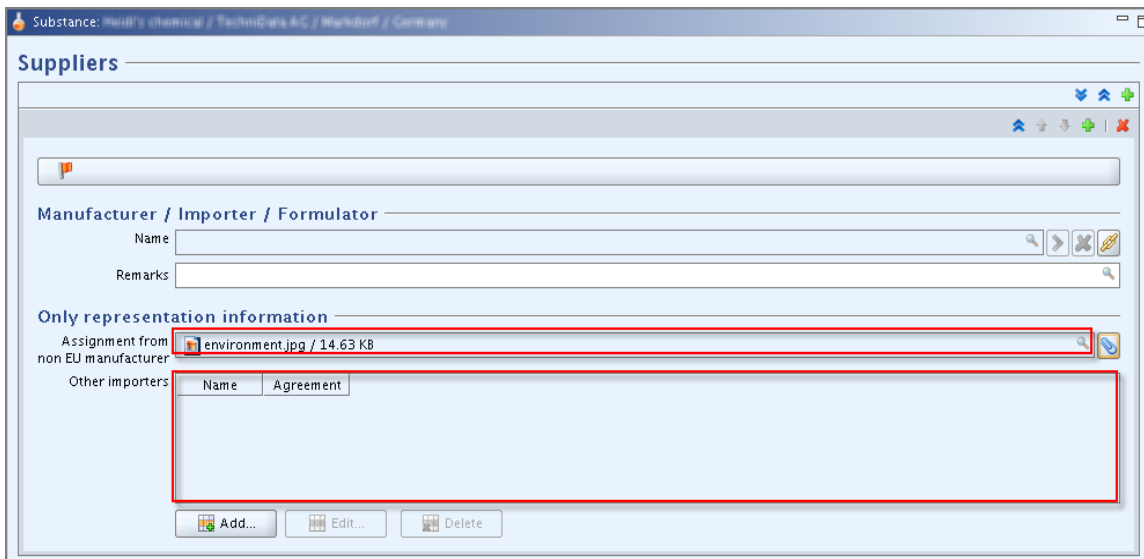 Substance:
Suppliers
Manufacturer / Importer / Formulator
Name
Remarks
Only representation information
Assignment from
non EU manufacturer
environment.jpg / 14.63 KB
Other importers
Name Agreement
Add... Edit... Delete